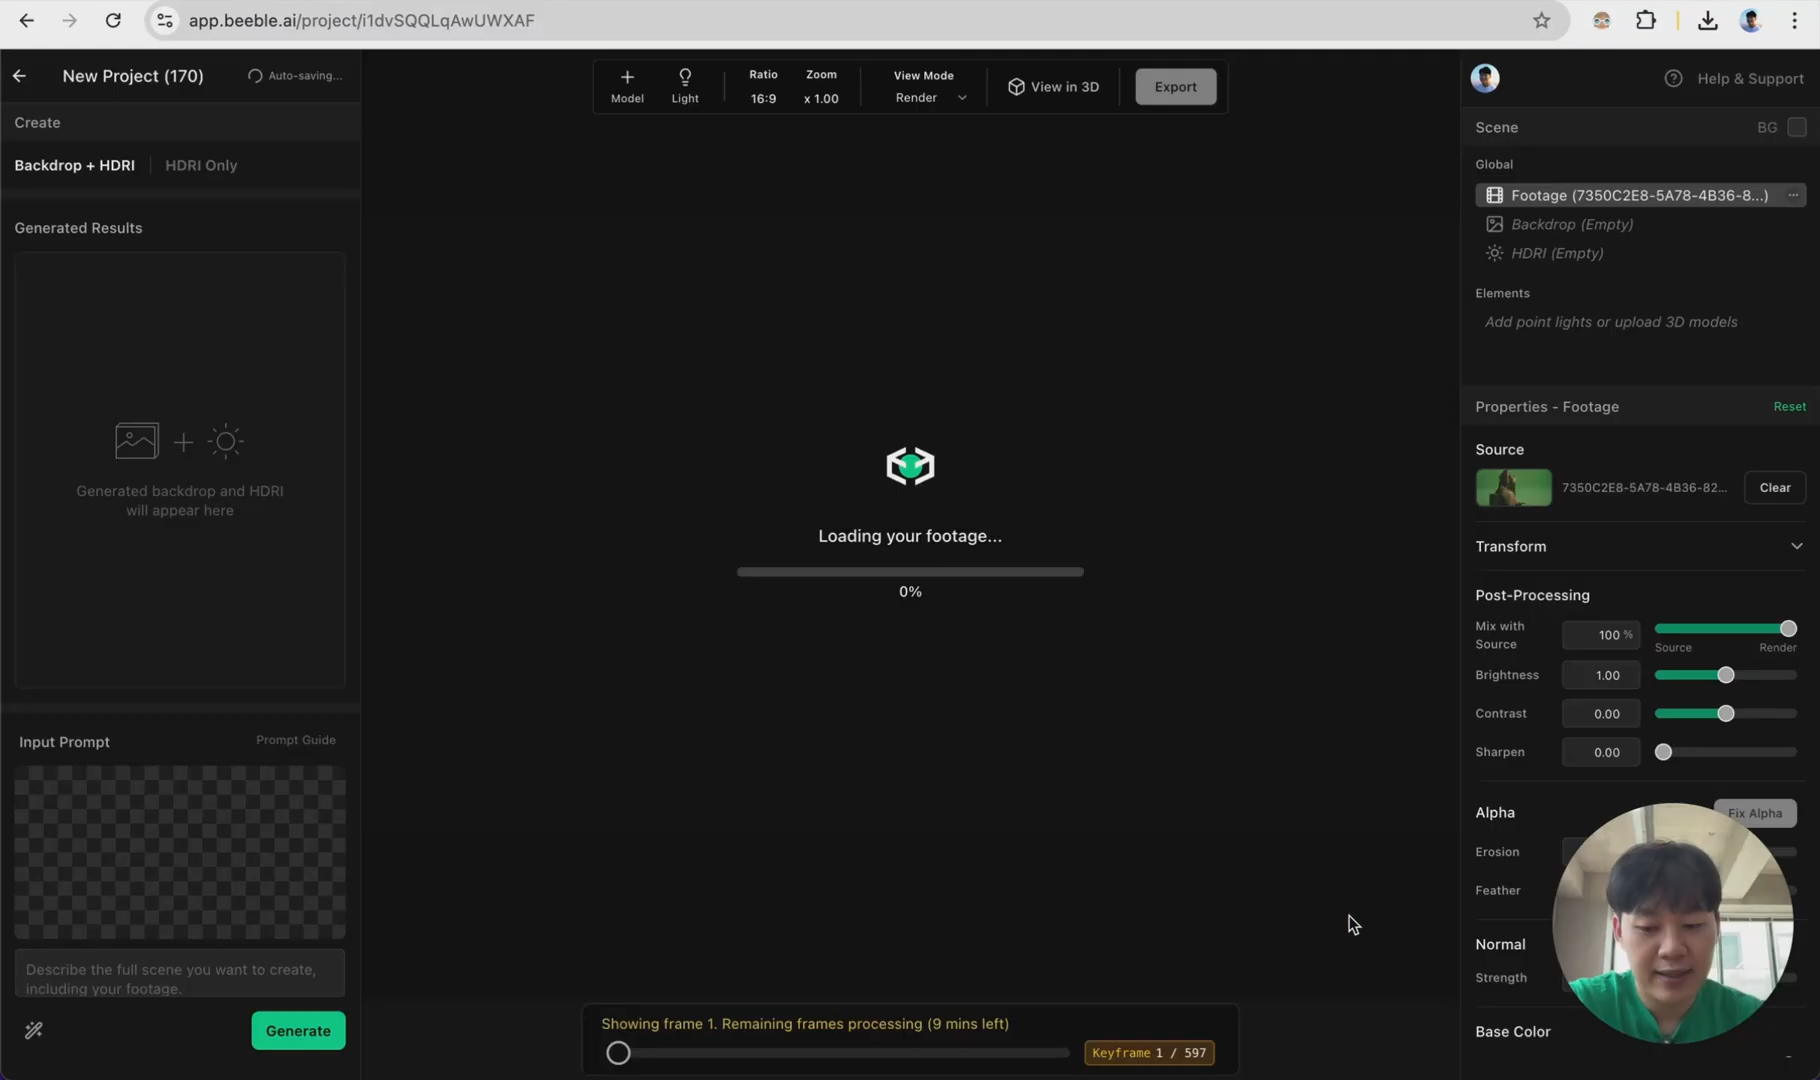 app.beeble.ai/project/i1dvSQQLqAwUWXAF
New Project (170)
Auto-saving...
Create
Backdrop + HDRI
HDRI Only
Generated Results
Generated backdrop and HDRI
will appear here
Input Prompt
Prompt Guide
Describe the full scene you want to create,
including your footage.
Generate
Model
Light
Ratio
16:9
Zoom
x 1.00
View Mode
Render
View in 3D
Export
Loading your footage...
0%
Showing frame 1. Remaining frames processing (9 mins left)
Keyframe 1 / 597
Help & Support
Scene
BG
Global
Footage (7350C2E8-5A78-4B36-8...)
Backdrop (Empty)
HDRI (Empty)
Elements
Add point lights or upload 3D models
Properties - Footage
Reset
Source
7350C2E8-5A78-4B36-82...
Clear
Transform
Post-Processing
Mix with
Source
100 %
Source
Render
Brightness
1.00
Contrast
0.00
Sharpen
0.00
Alpha
Fix Alpha
Erosion
Feather
Normal
Strength
Base Color